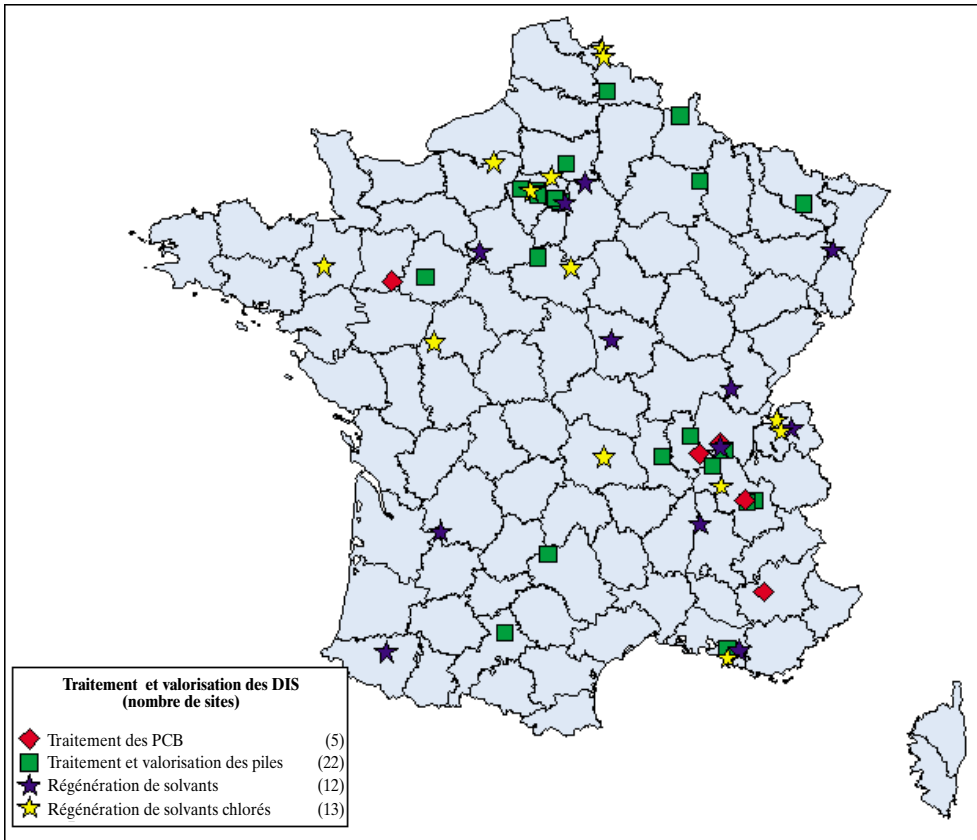 Traitement et valorisation des DIS
(nombre de sites)
Traitement des PCB (5)
Traitement et valorisation des piles (22)
Régénération de solvants (12)
Régénération de solvants chlorés (13)